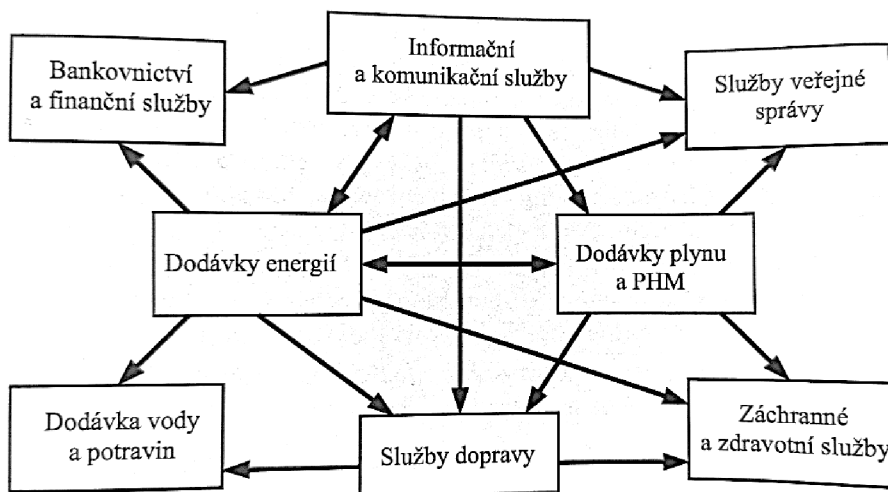 Informační
a komunikační služby
Bankovnictví
a finanční služby
Služby veřejné
správy
Dodávky energií
Dodávky plynu
a PHM
Dodávka vody
a potravin
Služby dopravy
Záchranné
a zdravotní služby